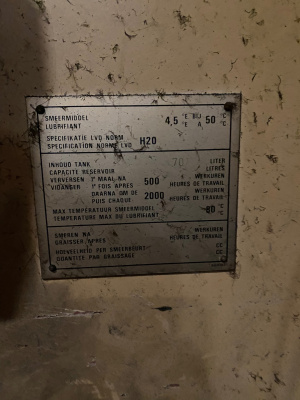 SMEERMIDDEL 4,5 °E BIJ 50 °C
LUBRIFIANT °E A °C
SPECIFIKATIE LVD NORM H20
SPECIFICATION NORME LVD
INHOUD TANK 70 LITER
CAPACITE RESERVOIR LITRES
VERVERSEN 1e MAAL NA 500 WERKUREN
VIDANGER 1e FOIS APRES HEURES DE TRAVAIL
DAARNA OM DE 2000 WERKUREN
PUIS CHAQUE HEURES DE TRAVAIL
MAX TEMPERATUUR SMEERMIDDEL 80 °C
TEMPERATURE MAX DU LUBRIFIANT °C
SMEREN NA WERKUREN
GRAISSER APRES HEURES DE TRAVAIL
HOEVEELHEID PER SMEERBEURT CC
QUANTITE PAR GRAISSAGE CC